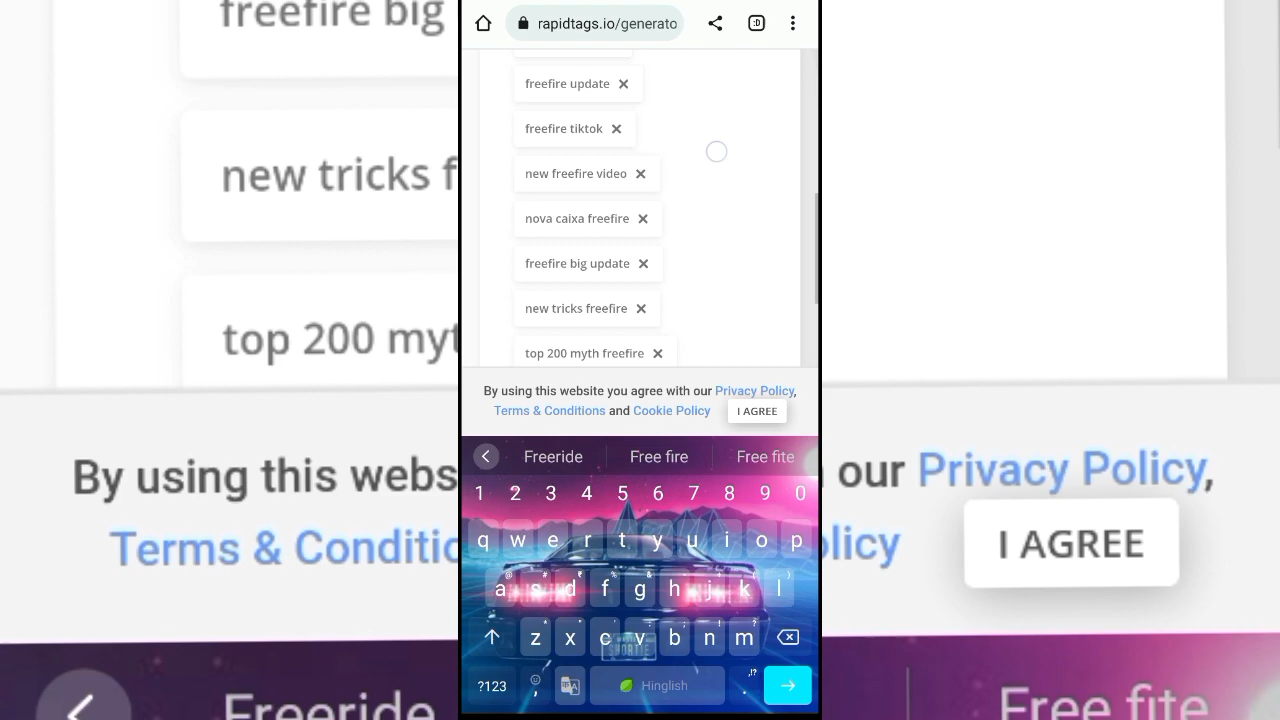 rapidtags.io/generato
:D
freefire update ✕
freefire tiktok ✕
new freefire video ✕
nova caixa freefire ✕
freefire big update ✕
new tricks freefire ✕
top 200 myth freefire ✕
By using this website you agree with our Privacy Policy,
Terms & Conditions and Cookie Policy I AGREE
Freeride Free fire Free fite
1 2 3 4 5 6 7 8 9 0
q w e r t y u i o p
a s d f g h j k l
z x c v b n m
?123 , Hinglish .
freefire big
new tricks f
top 200 myt
By using this webs
Terms & Conditio
Freeride
our Privacy Policy,
olicy I AGREE
Free fite